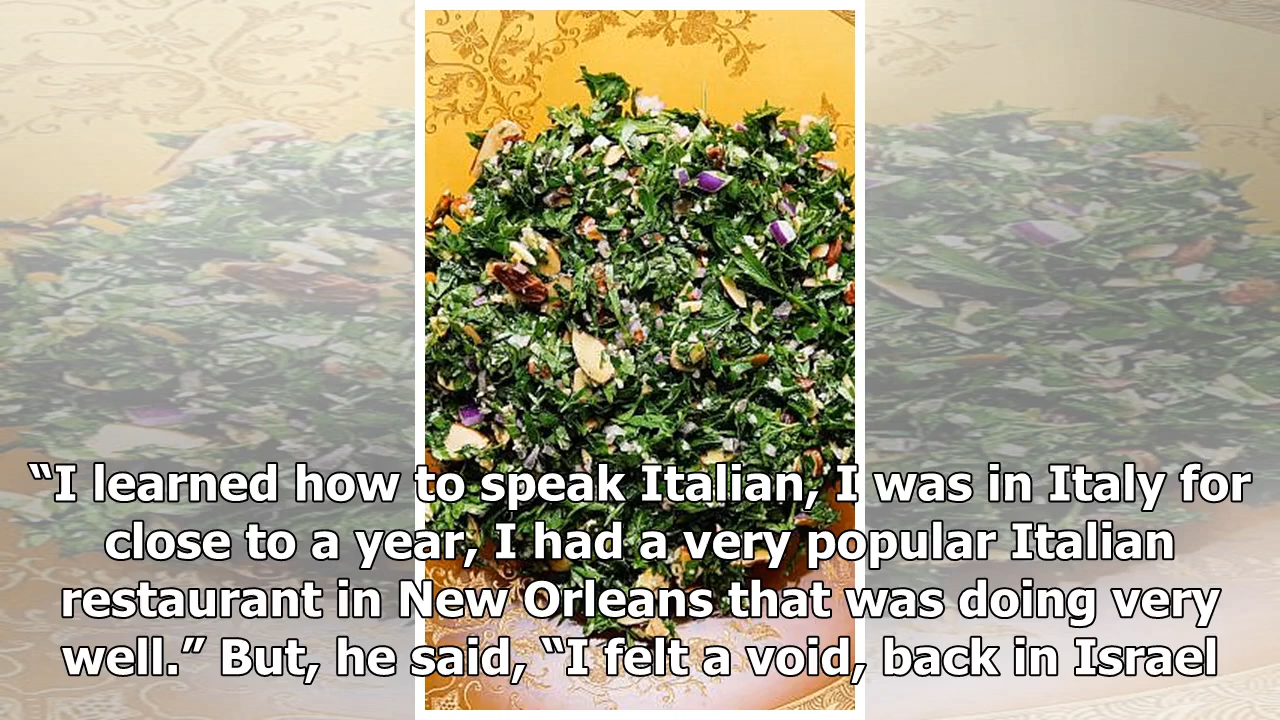 “I learned how to speak Italian, I was in Italy for
close to a year, I had a very popular Italian
restaurant in New Orleans that was doing very
well.” But, he said, “I felt a void, back in Israel